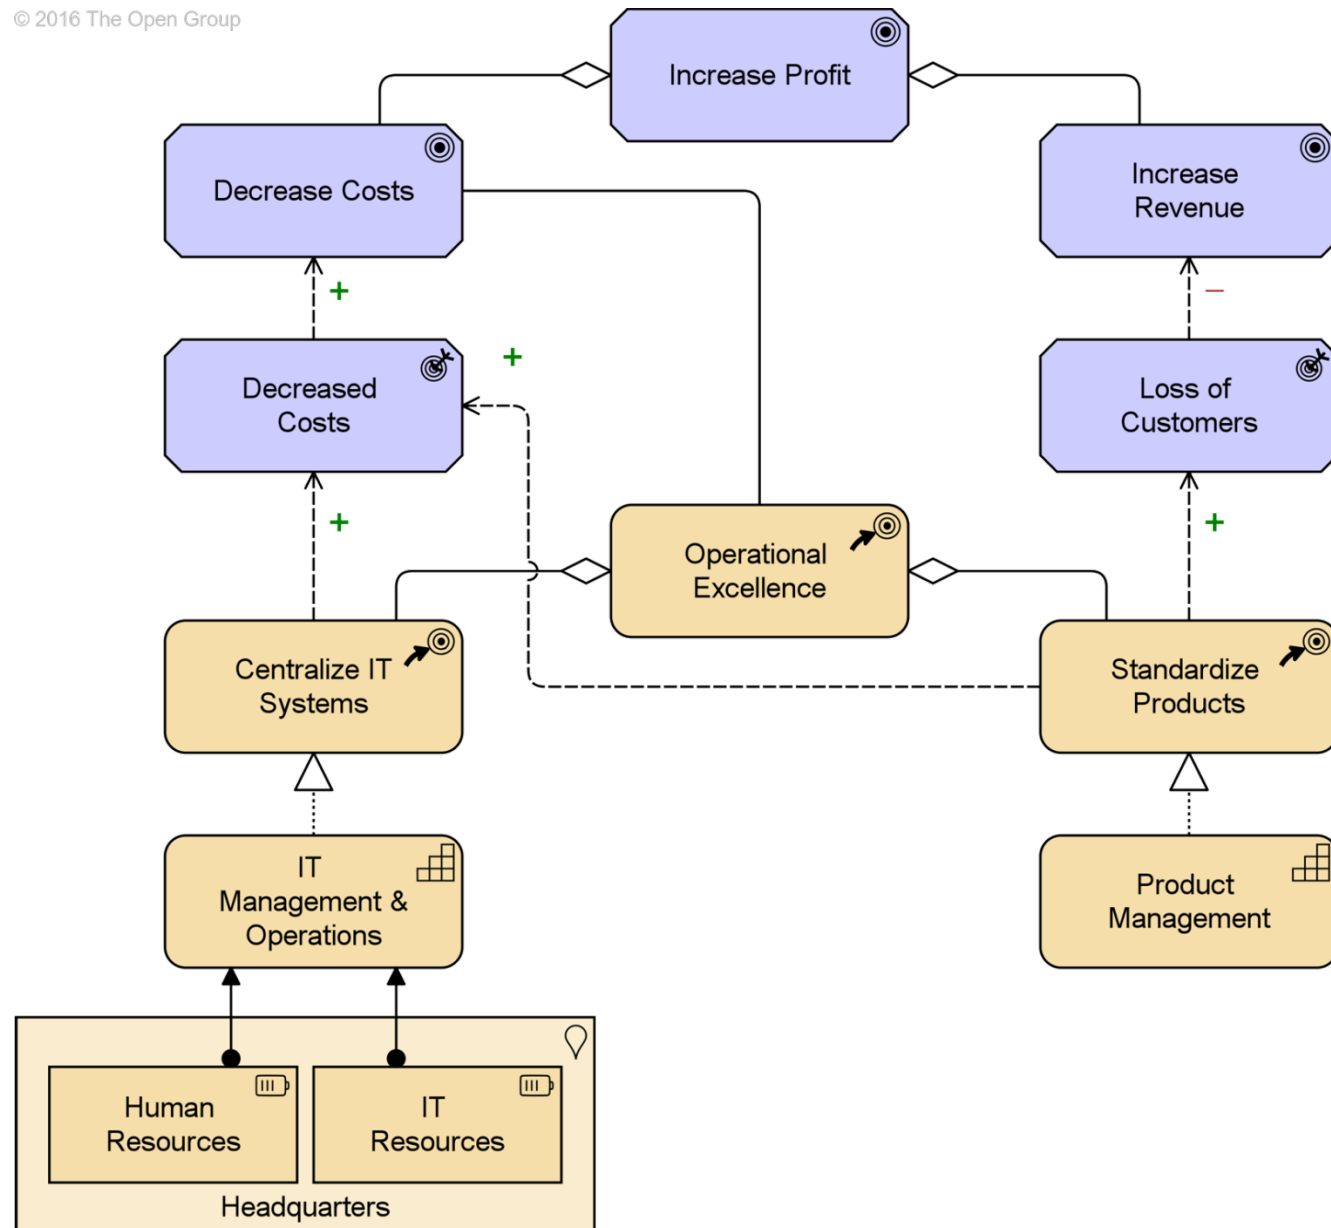 © 2016 The Open Group
Increase Profit
Decrease Costs
Increase
Revenue
+
–
Decreased
Costs
+
Loss of
Customers
+
+
Operational
Excellence
Centralize IT
Systems
Standardize
Products
IT
Management &
Operations
Product
Management
Human
Resources
IT
Resources
Headquarters